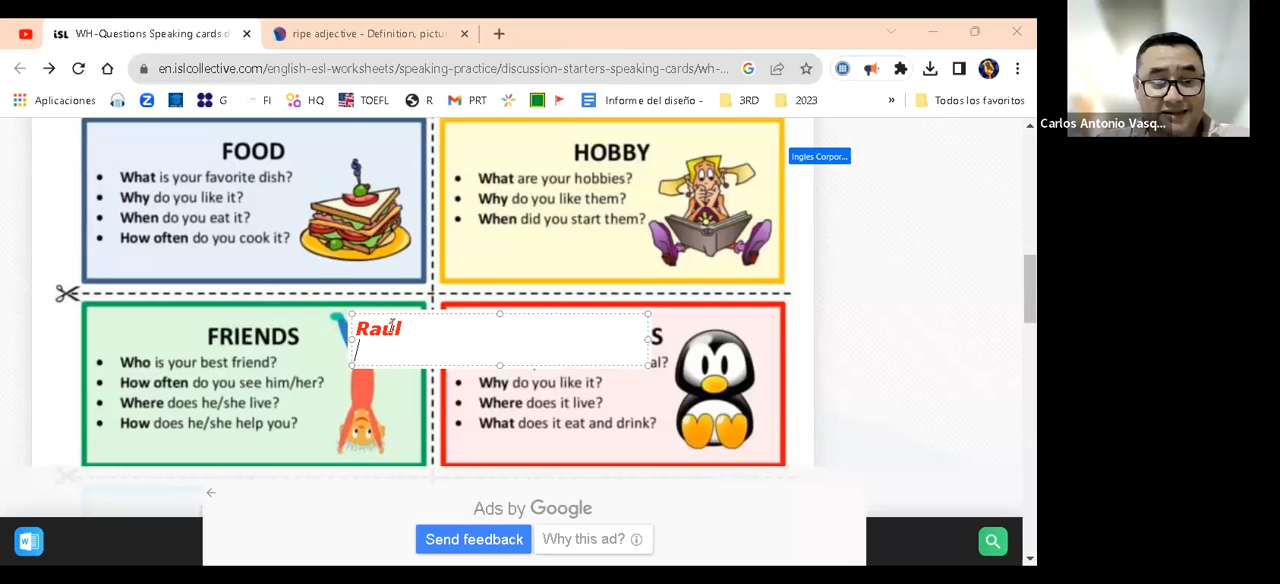 iSL WH-Questions Speaking cards d
ripe adjective - Definition, pictur
en.islcollective.com/english-esl-worksheets/speaking-practice/discussion-starters-speaking-cards/wh-...
Aplicaciones G FI HQ TOEFL R PRT Informe del diseño - 3RD 2023 » Todos los favoritos
Carlos Antonio Vasq...
Ingles Corpor...
FOOD
What is your favorite dish?
Why do you like it?
When do you eat it?
How often do you cook it?
HOBBY
What are your hobbies?
Why do you like them?
When did you start them?
Raul
FRIENDS
Who is your best friend?
How often do you see him/her?
Where does he/she live?
How does he/she help you?
S
al?
Why do you like it?
Where does it live?
What does it eat and drink?
Ads by Google
Send feedback
Why this ad?
W